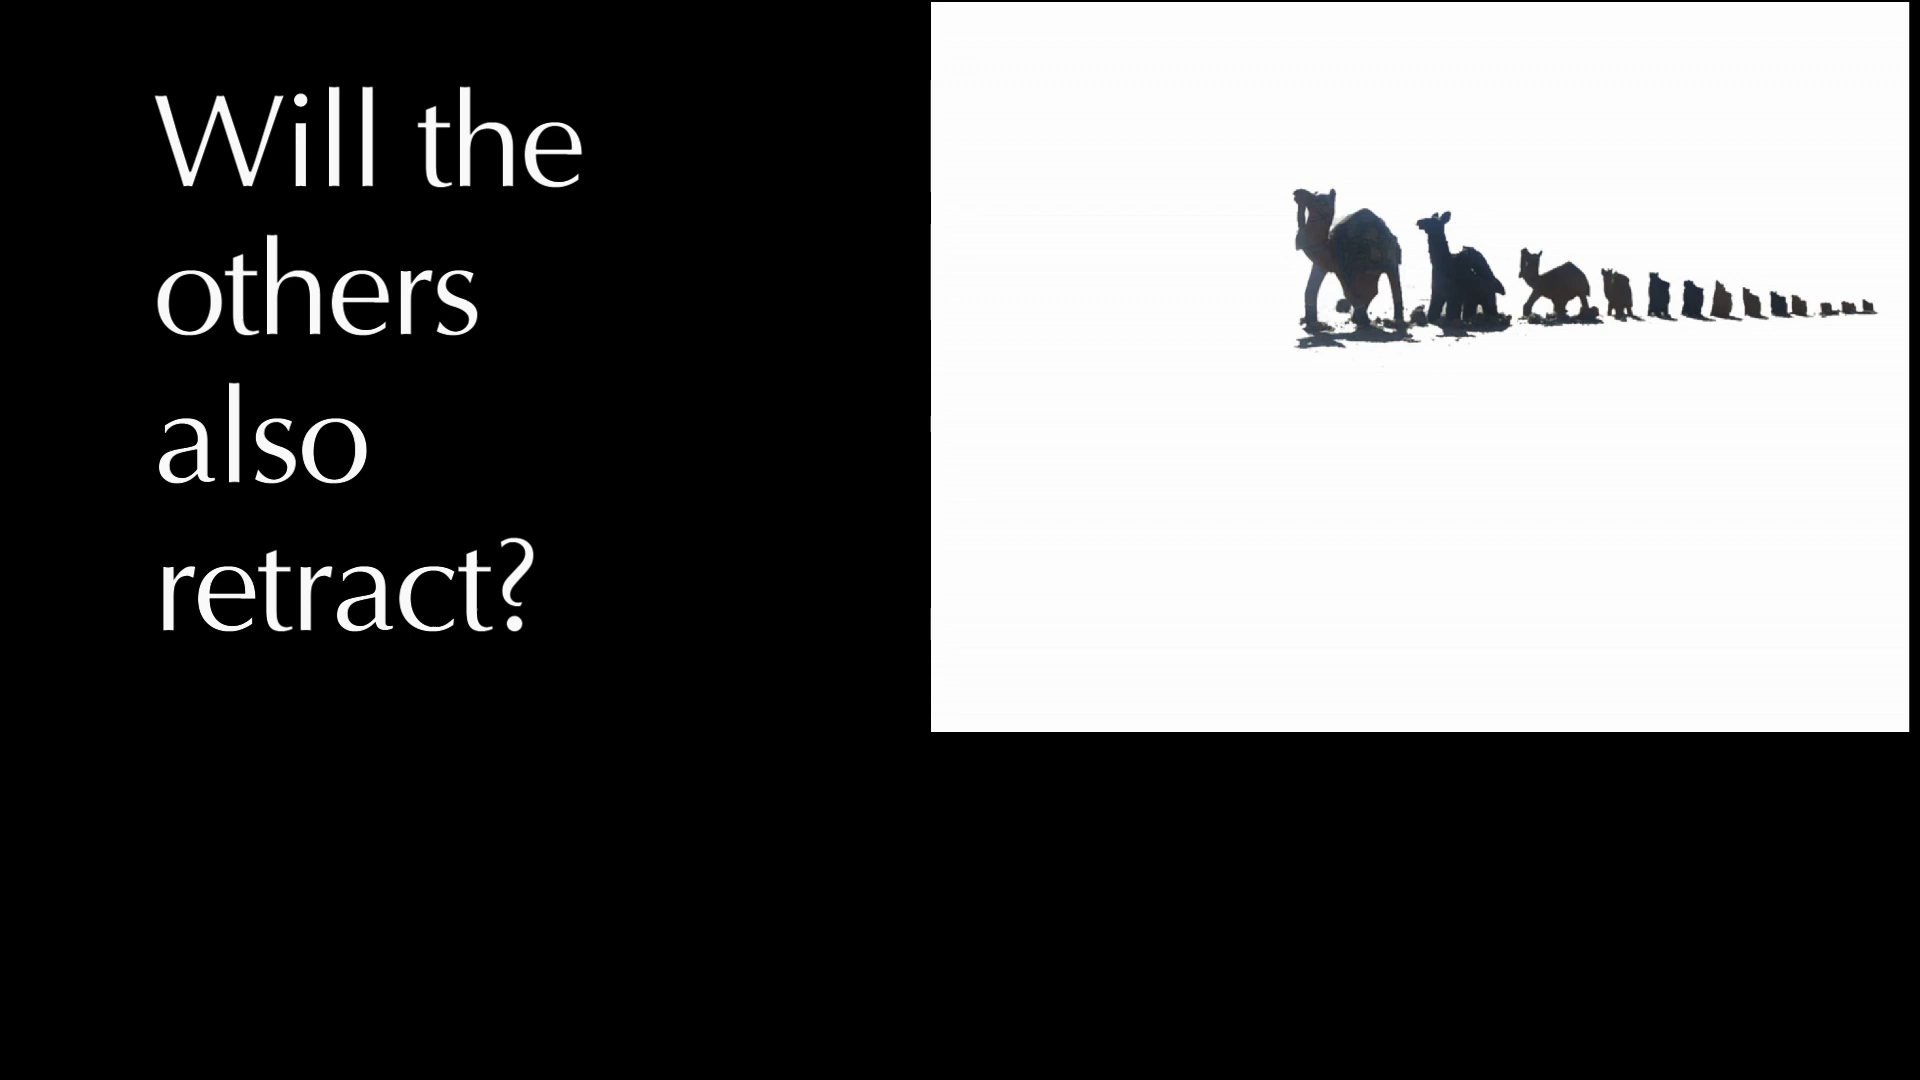 Will the
others
also
retract?